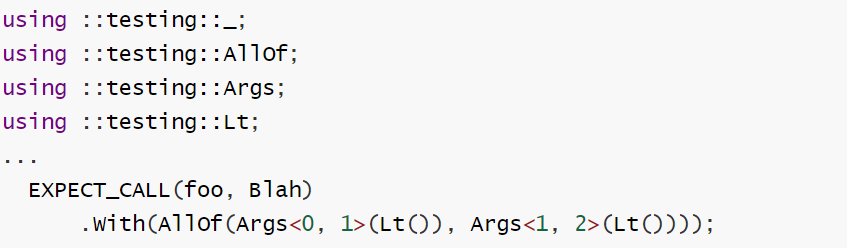 using ::testing::_;
using ::testing::AllOf;
using ::testing::Args;
using ::testing::Lt;
...
  EXPECT_CALL(foo, Blah)
      .With(AllOf(Args<0, 1>(Lt()), Args<1, 2>(Lt())));